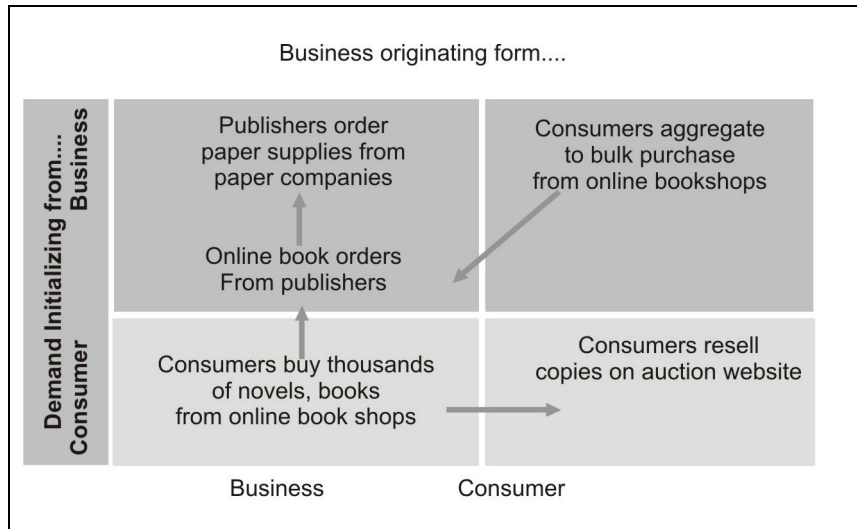 Business originating form....
Demand Initializing from....
Business
Consumer
Publishers order
paper supplies from
paper companies
Online book orders
From publishers
Consumers aggregate
to bulk purchase
from online bookshops
Consumers buy thousands
of novels, books
from online book shops
Consumers resell
copies on auction website
Business
Consumer